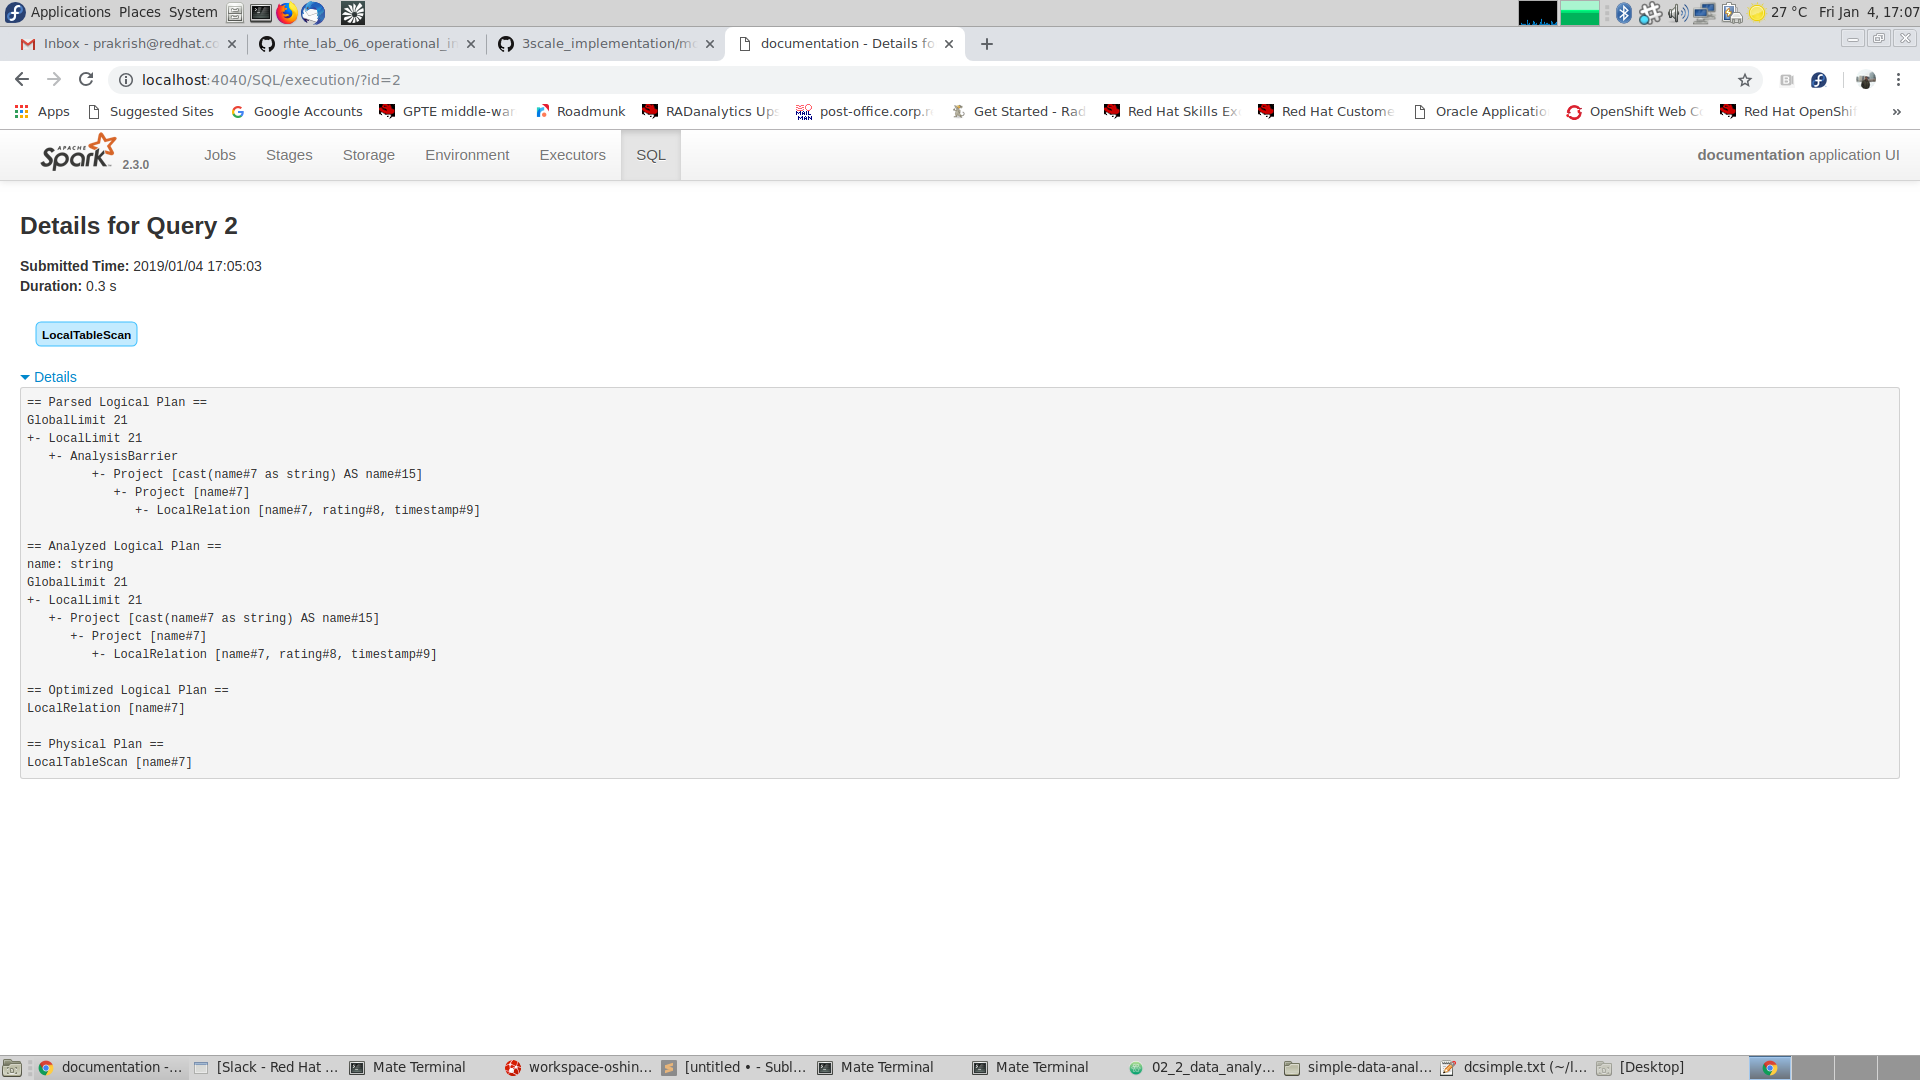 Applications Places System 27 °C Fri Jan 4, 17:07
Inbox - prakrish@redhat.co rhte_lab_06_operational_in 3scale_implementation/mo documentation - Details fo
localhost:4040/SQL/execution/?id=2
Apps Suggested Sites Google Accounts GPTE middle-war Roadmunk RADanalytics Ups post-office.corp.r Get Started - Rad Red Hat Skills Ex Red Hat Custome Oracle Applicatio OpenShift Web Co Red Hat OpenShif »
APACHE Spark 2.3.0 Jobs Stages Storage Environment Executors SQL documentation application UI
Details for Query 2
Submitted Time: 2019/01/04 17:05:03
Duration: 0.3 s
LocalTableScan
Details
== Parsed Logical Plan ==
GlobalLimit 21
+- LocalLimit 21
+- AnalysisBarrier
+- Project [cast(name#7 as string) AS name#15]
+- Project [name#7]
+- LocalRelation [name#7, rating#8, timestamp#9]
== Analyzed Logical Plan ==
name: string
GlobalLimit 21
+- LocalLimit 21
+- Project [cast(name#7 as string) AS name#15]
+- Project [name#7]
+- LocalRelation [name#7, rating#8, timestamp#9]
== Optimized Logical Plan ==
LocalRelation [name#7]
== Physical Plan ==
LocalTableScan [name#7]
documentation -... [Slack - Red Hat ... Mate Terminal workspace-oshin... [untitled • - Subl... Mate Terminal Mate Terminal 02_2_data_analy... simple-data-anal... dcsimple.txt (~/l... [Desktop]